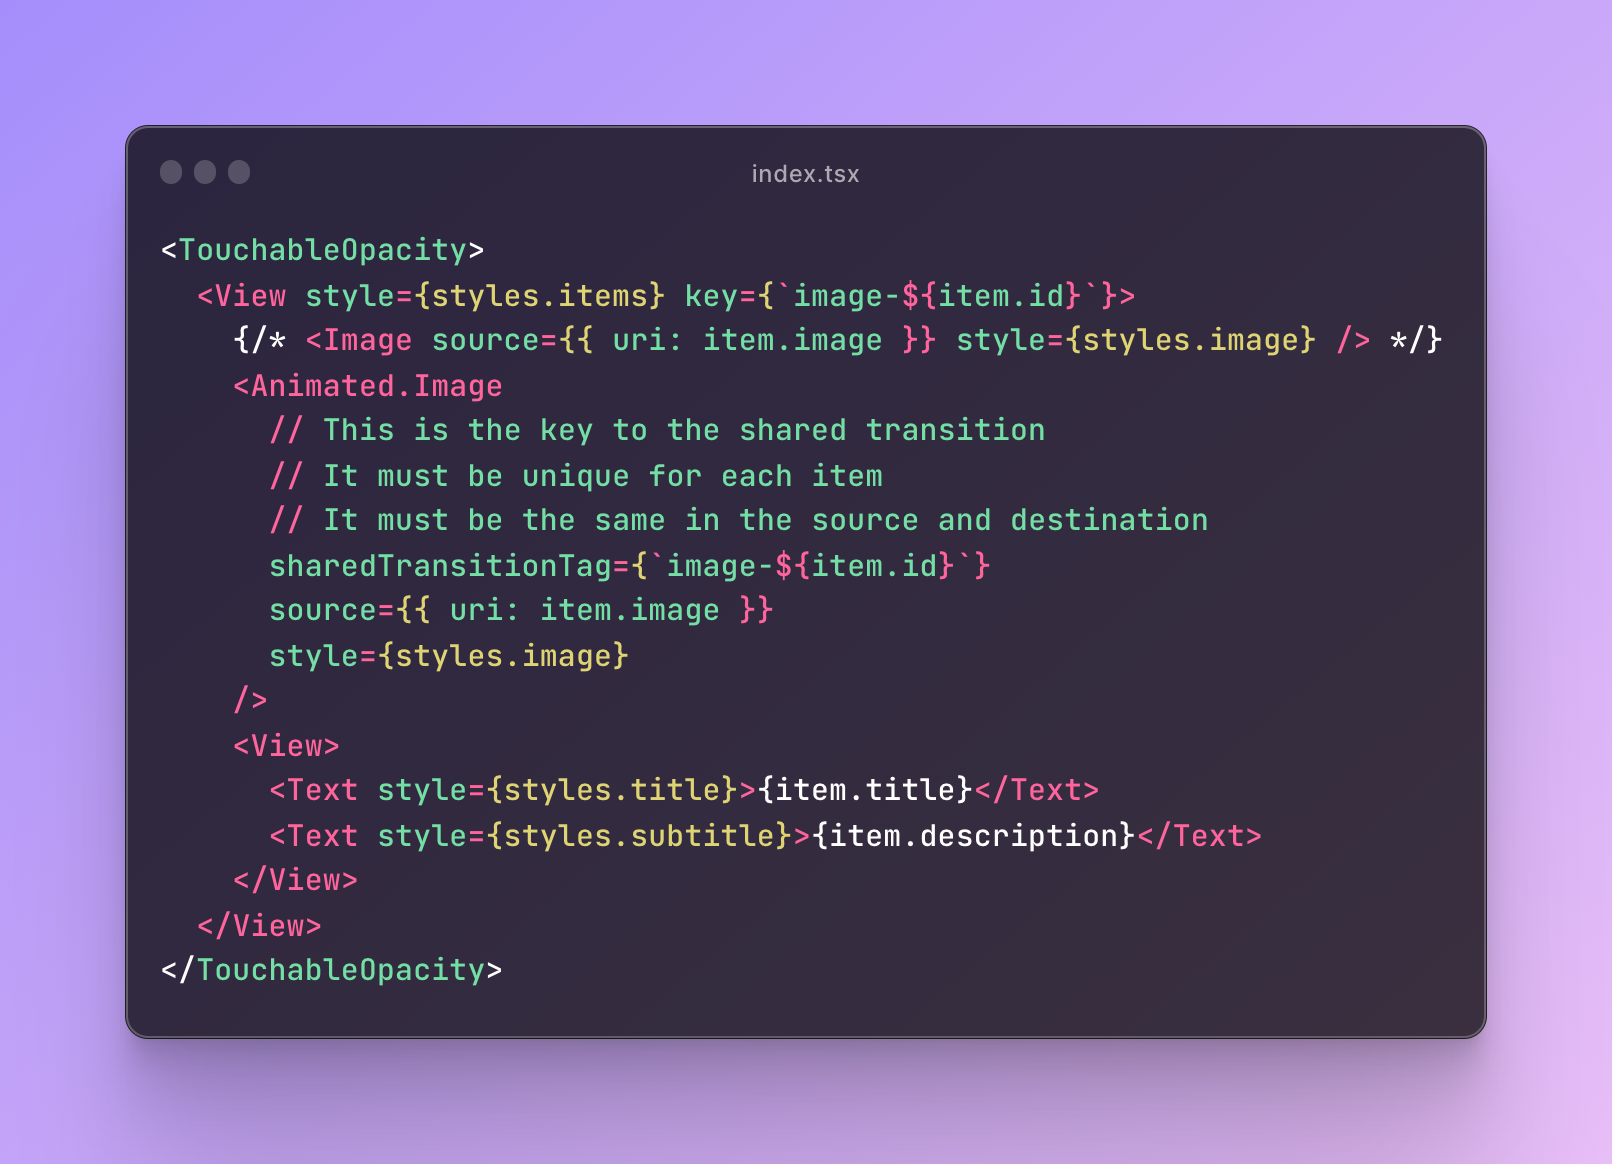 index.tsx
<TouchableOpacity>
  <View style={styles.items} key={`image-${item.id}`}>
    {/* <Image source={{ uri: item.image }} style={styles.image} /> */}
    <Animated.Image
      // This is the key to the shared transition
      // It must be unique for each item
      // It must be the same in the source and destination
      sharedTransitionTag={`image-${item.id}`}
      source={{ uri: item.image }}
      style={styles.image}
    />
    <View>
      <Text style={styles.title}>{item.title}</Text>
      <Text style={styles.subtitle}>{item.description}</Text>
    </View>
  </View>
</TouchableOpacity>